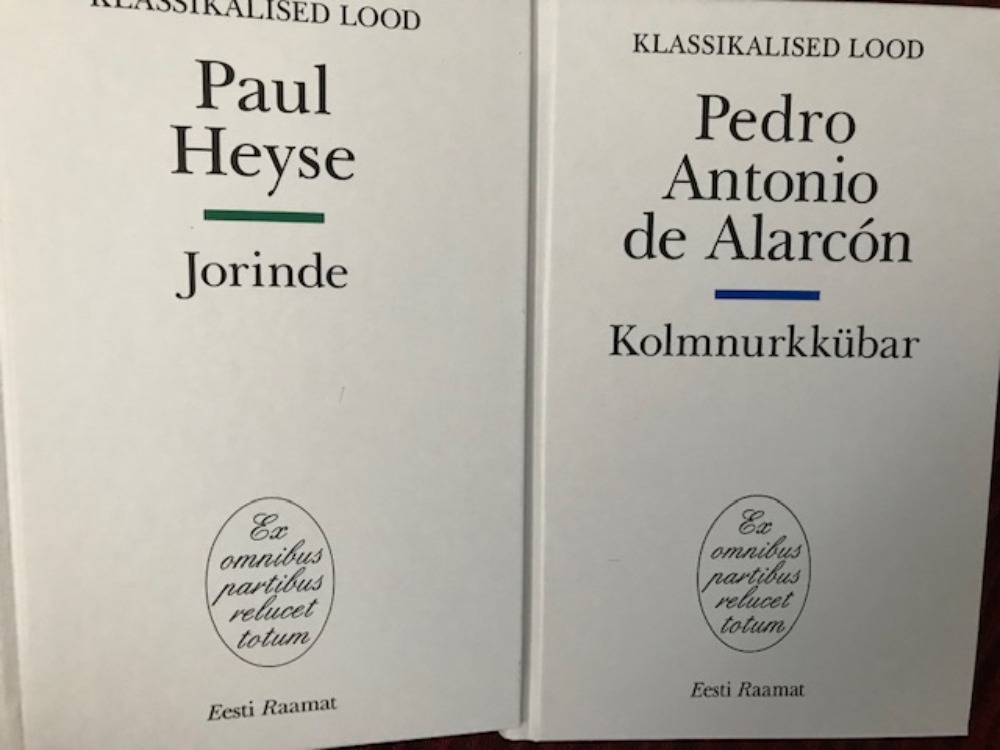 KLASSIKALISED LOOD
Paul
Heyse
Jorinde
Ex
omnibus
partibus
relucet
totum
Eesti Raamat
KLASSIKALISED LOOD
Pedro
Antonio
de Alarcón
Kolmnurkkübar
Ex
omnibus
partibus
relucet
totum
Eesti Raamat